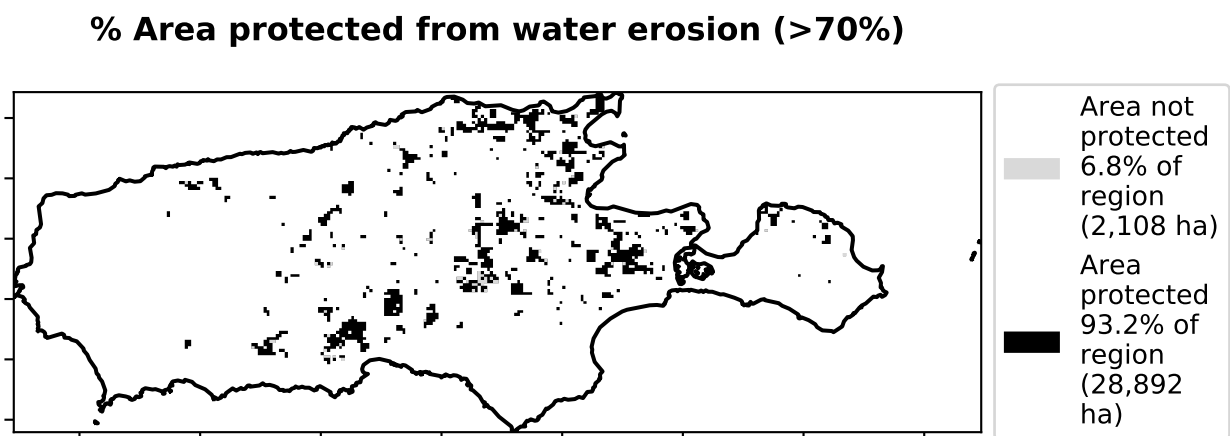 % Area protected from water erosion (>70%)
Area not
protected
6.8% of
region
(2,108 ha)
Area
protected
93.2% of
region
(28,892
ha)